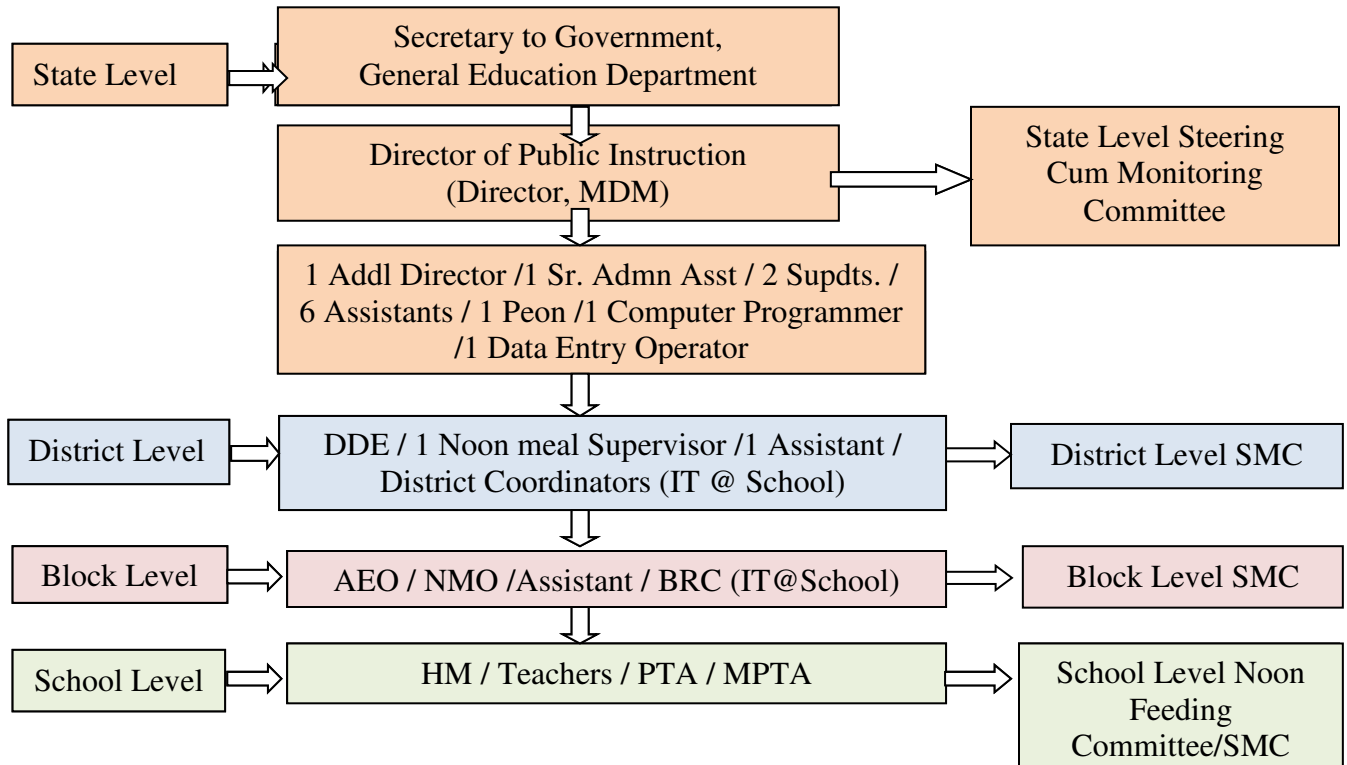 State Level
Secretary to Government,
General Education Department
Director of Public Instruction
(Director, MDM)
State Level Steering
Cum Monitoring
Committee
1 Addl Director /1 Sr. Admn Asst / 2 Supdts. /
6 Assistants / 1 Peon /1 Computer Programmer
/1 Data Entry Operator
District Level
DDE / 1 Noon meal Supervisor /1 Assistant /
District Coordinators (IT @ School)
District Level SMC
Block Level
AEO / NMO /Assistant / BRC (IT@School)
Block Level SMC
School Level
HM / Teachers / PTA / MPTA
School Level Noon
Feeding
Committee/SMC